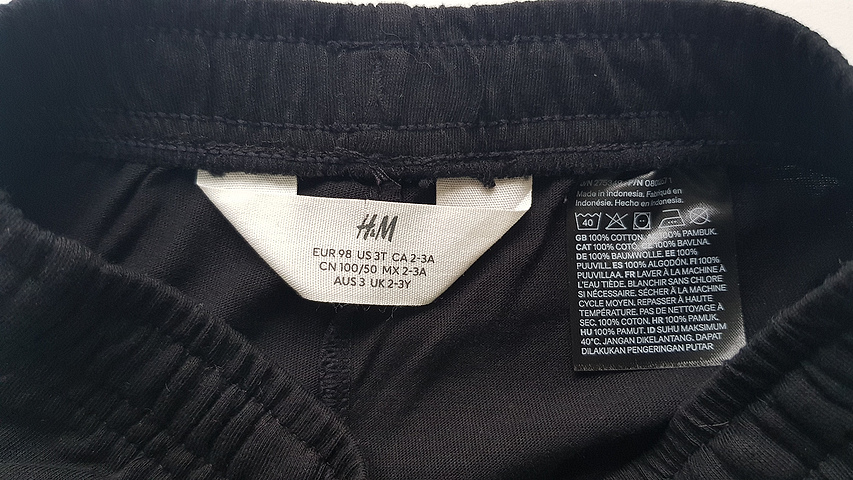 H&M
EUR 98 US 3T CA 2-3A
CN 100/50 MX 2-3A
AUS 3 UK 2-3Y
Made in Indonesia. Fabriqué en
Indonésie. Hecho en Indonesia.
40
GB 100% COTTON. 100% PAMBUK.
CAT 100% COTÓ. 100% BAVLNA.
DE 100% BAUMWOLLE. EE 100%
PUUVILL. ES 100% ALGODÓN. FI 100%
PUUVILLAA. FR LAVER À LA MACHINE À
L'EAU TIÈDE. BLANCHIR SANS CHLORE
SI NÉCESSAIRE. SÉCHER À LA MACHINE
CYCLE MOYEN. REPASSER À HAUTE
TEMPÉRATURE. PAS DE NETTOYAGE À
SEC. 100% COTON. HR 100% PAMUK.
HU 100% PAMUT. ID SUHU MAKSIMUM
40°C. JANGAN DIKELANTANG. DAPAT
DILAKUKAN PENGERINGAN PUTAR